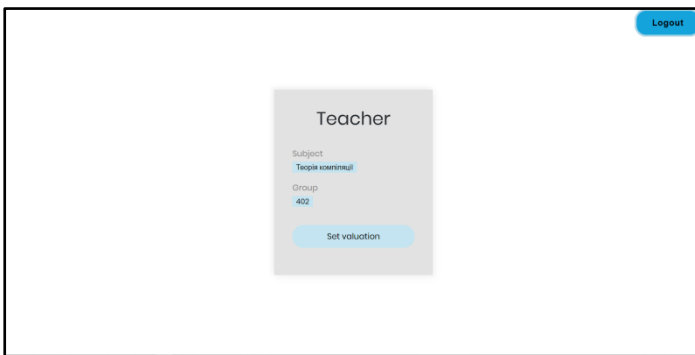 Logout
Teacher
Subject
Теорія компіляції
Group
402
Set valuation